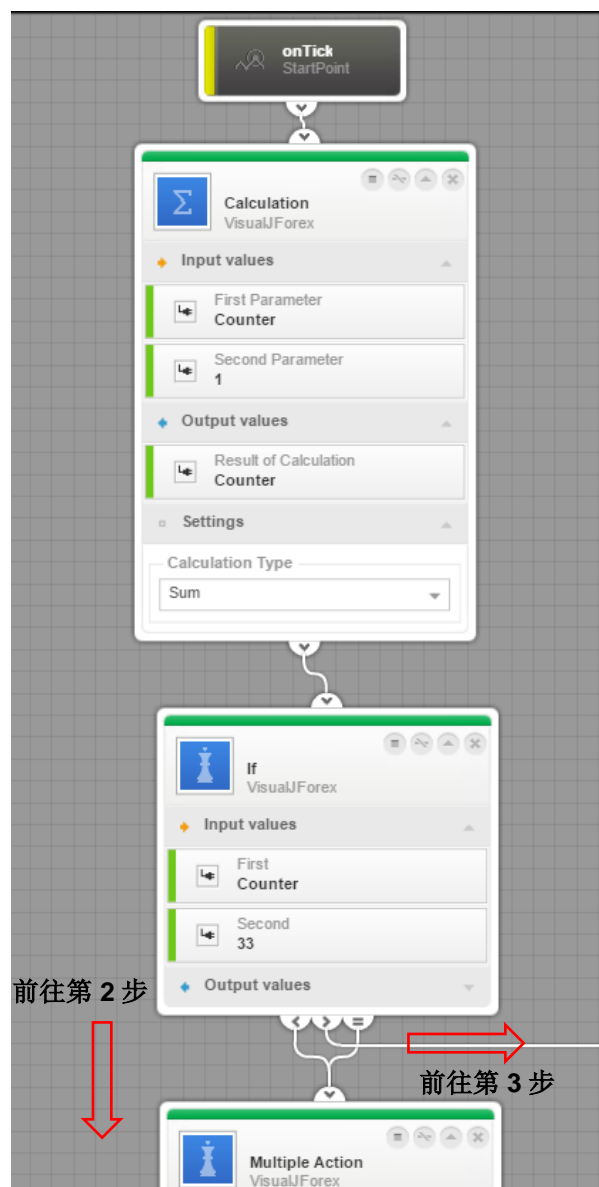 onTick
StartPoint
Calculation
VisualJForex
Input values
First Parameter
Counter
Second Parameter
1
Output values
Result of Calculation
Counter
Settings
Calculation Type
Sum
If
VisualJForex
Input values
First
Counter
Second
33
Output values
前往第 2 步
< > =
前往第 3 步
Multiple Action
VisualJForex